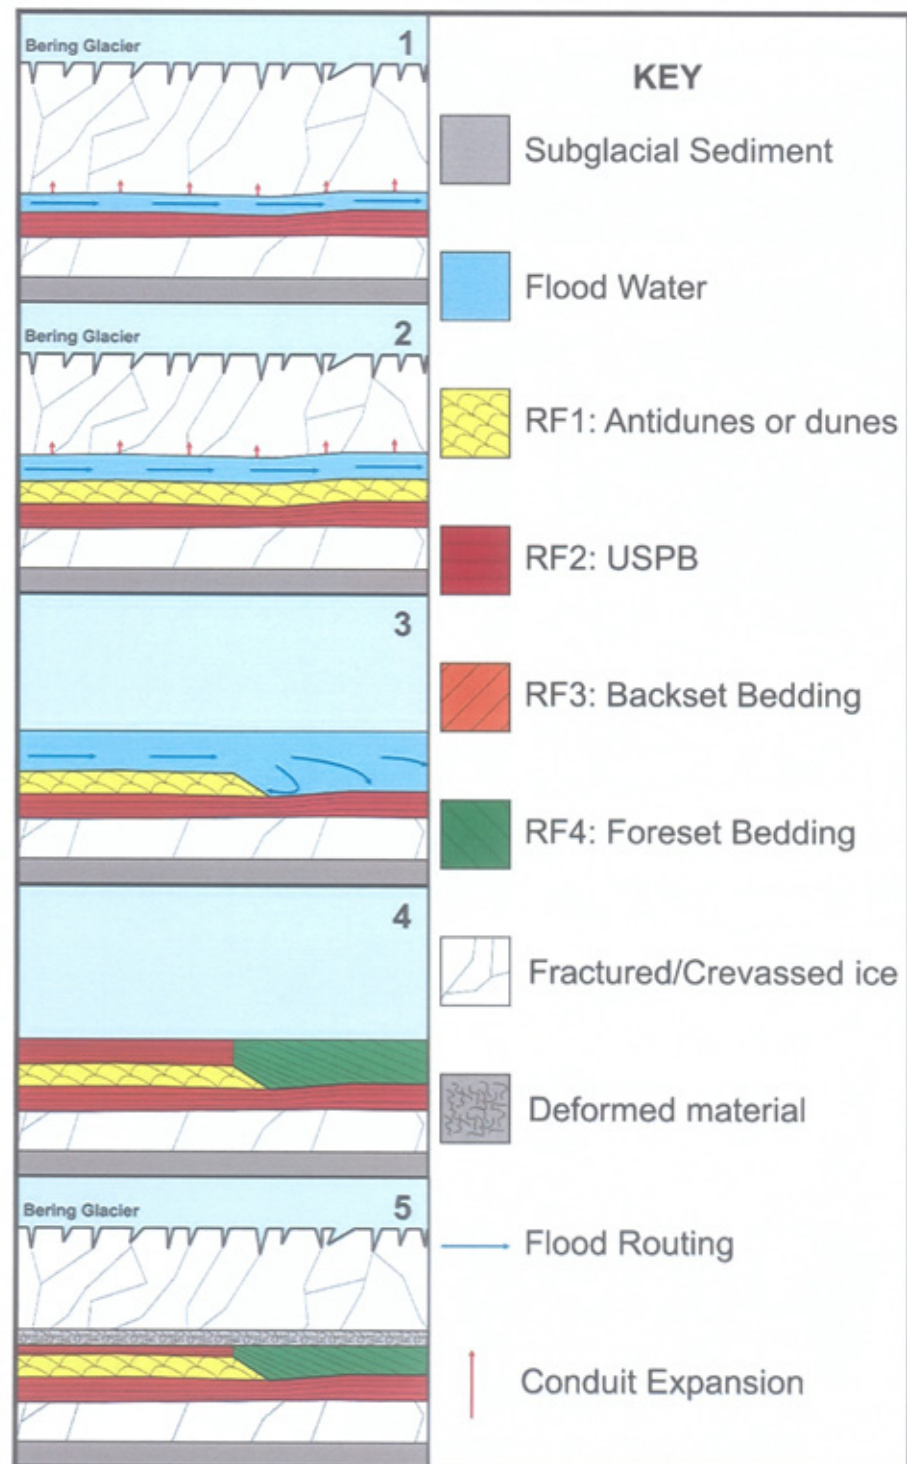 Bering Glacier
1
Bering Glacier
2
3
4
Bering Glacier
5
KEY
Subglacial Sediment
Flood Water
RF1: Antidunes or dunes
RF2: USPB
RF3: Backset Bedding
RF4: Foreset Bedding
Fractured/Crevassed ice
Deformed material
Flood Routing
Conduit Expansion